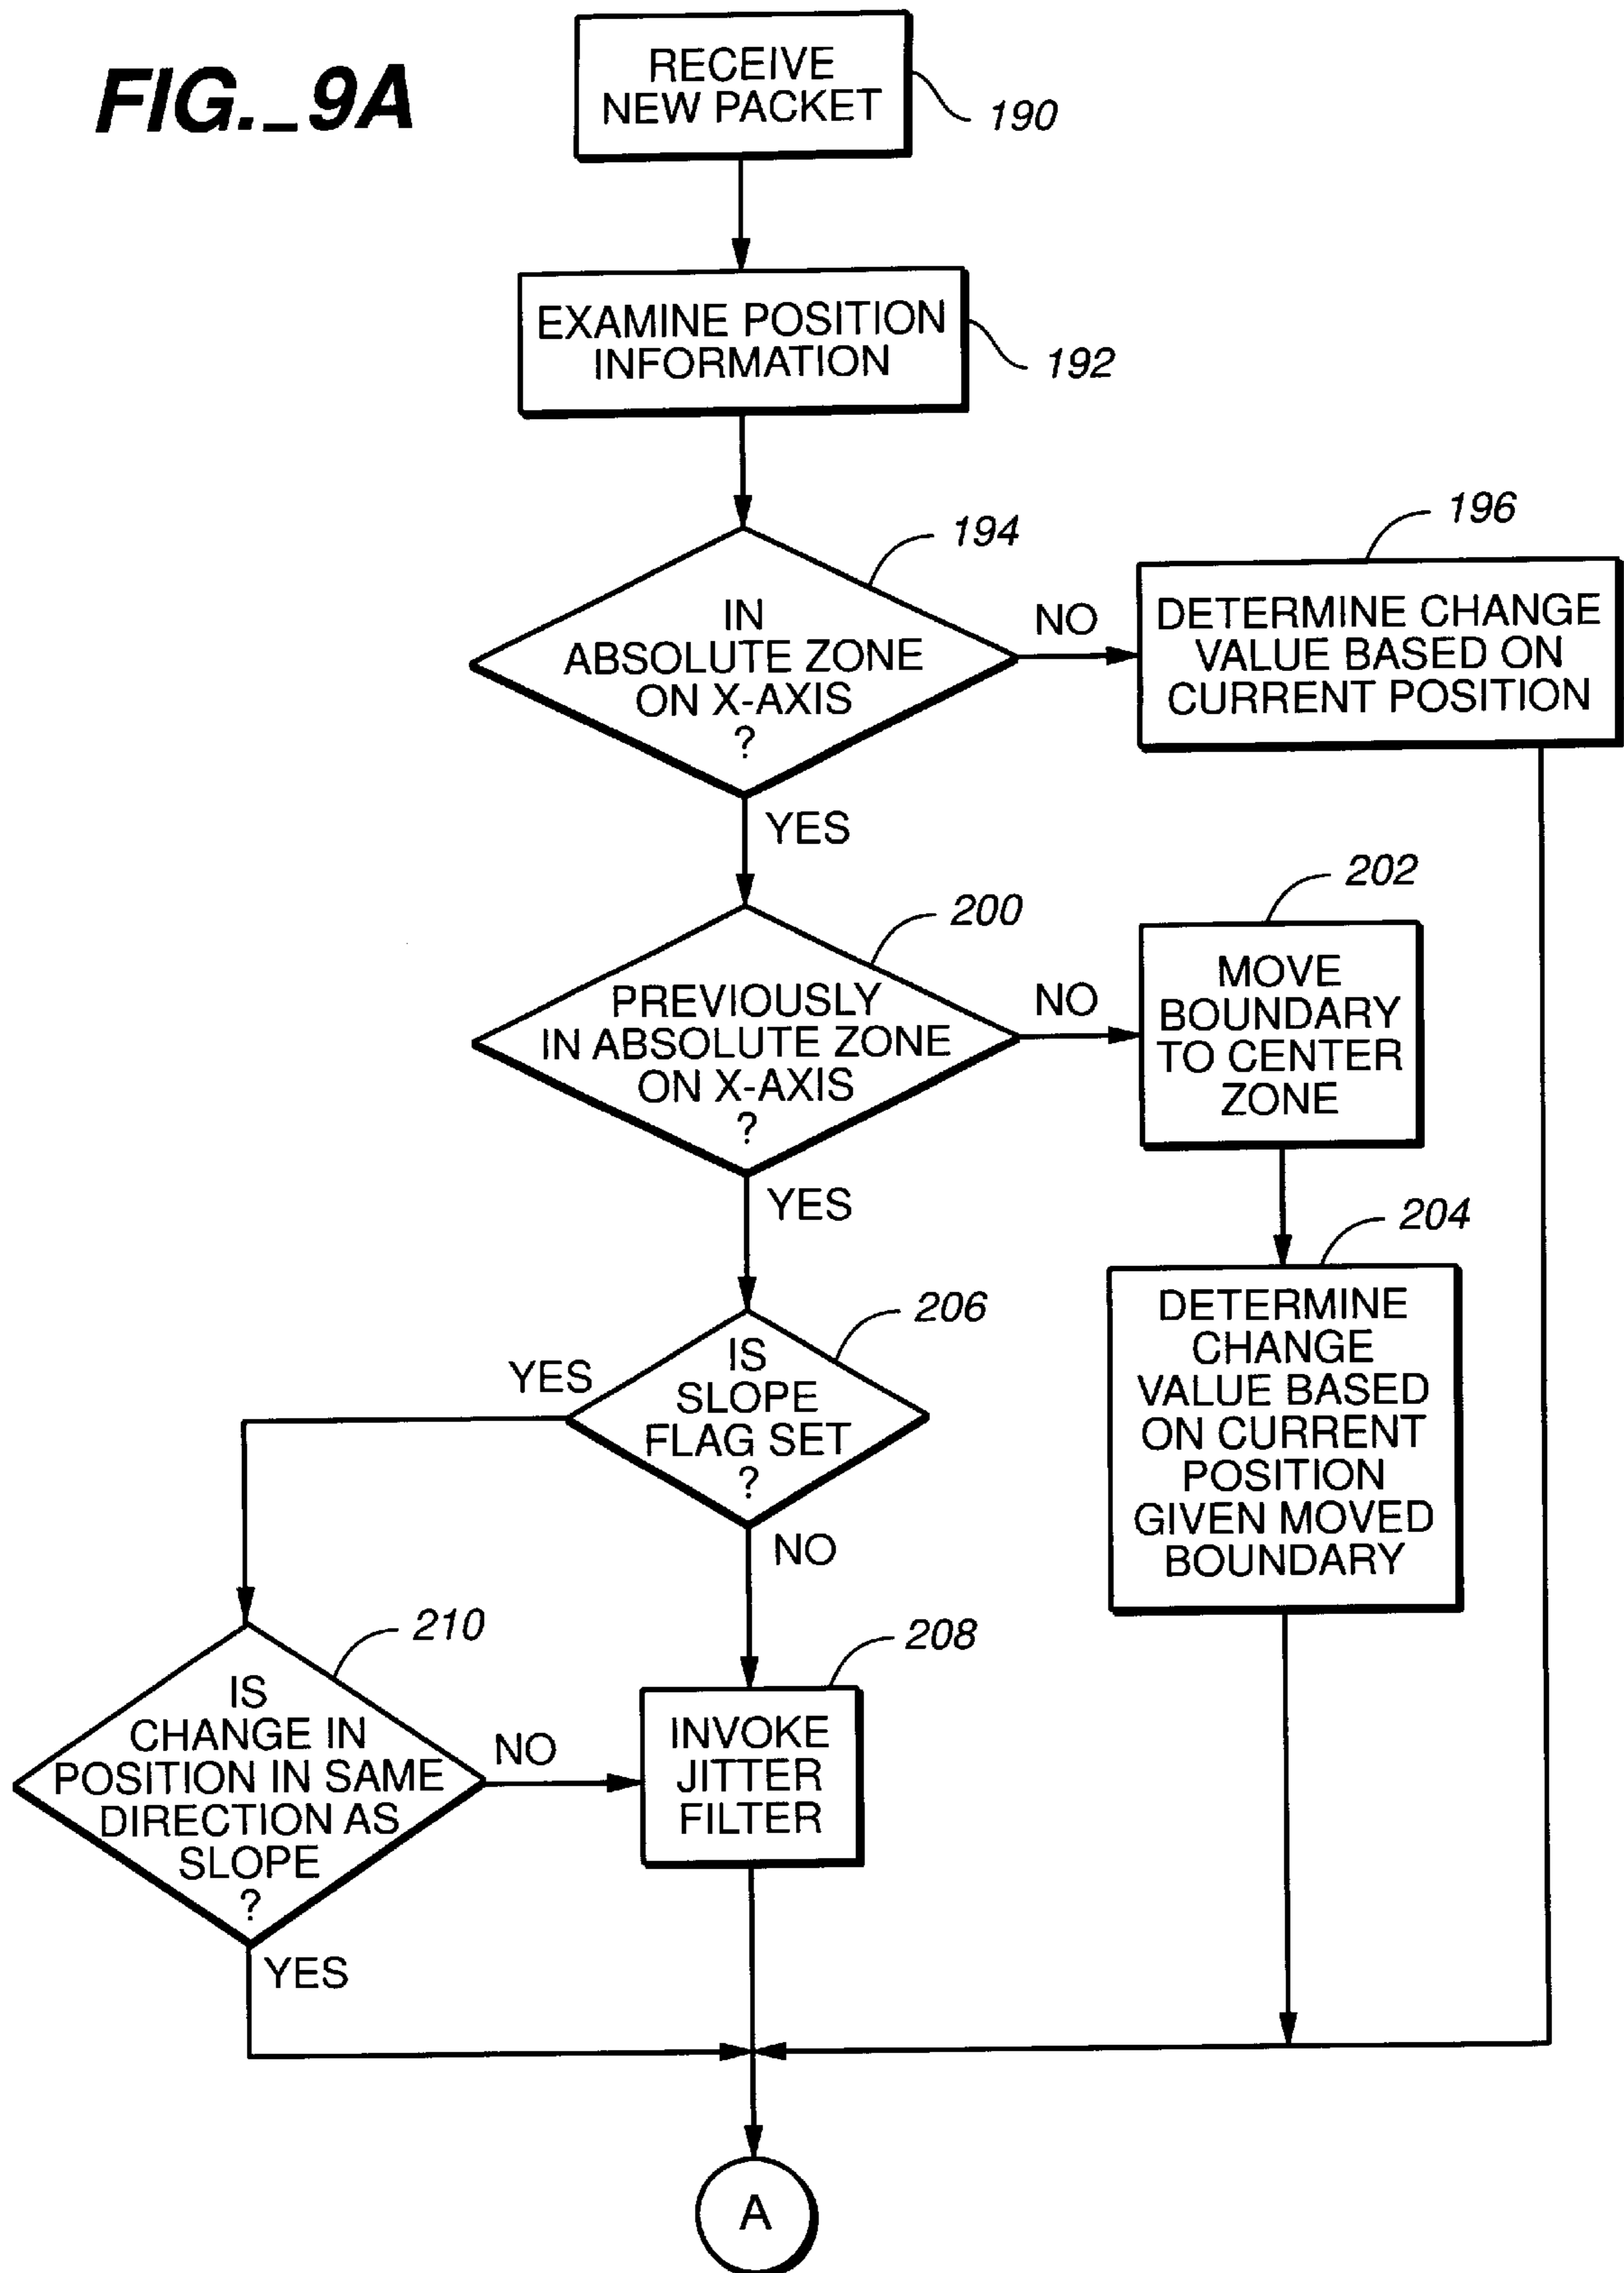 FIG._9A
RECEIVE
NEW PACKET
190
EXAMINE POSITION
INFORMATION
192
194
IN
ABSOLUTE ZONE
ON X-AXIS
?
NO
196
DETERMINE CHANGE
VALUE BASED ON
CURRENT POSITION
YES
200
PREVIOUSLY
IN ABSOLUTE ZONE
ON X-AXIS
?
NO
202
MOVE
BOUNDARY
TO CENTER
ZONE
YES
204
DETERMINE
CHANGE
VALUE BASED
ON CURRENT
POSITION
GIVEN MOVED
BOUNDARY
206
IS
SLOPE
FLAG SET
?
YES
NO
210
IS
CHANGE IN
POSITION IN SAME
DIRECTION AS
SLOPE
?
NO
208
INVOKE
JITTER
FILTER
YES
A